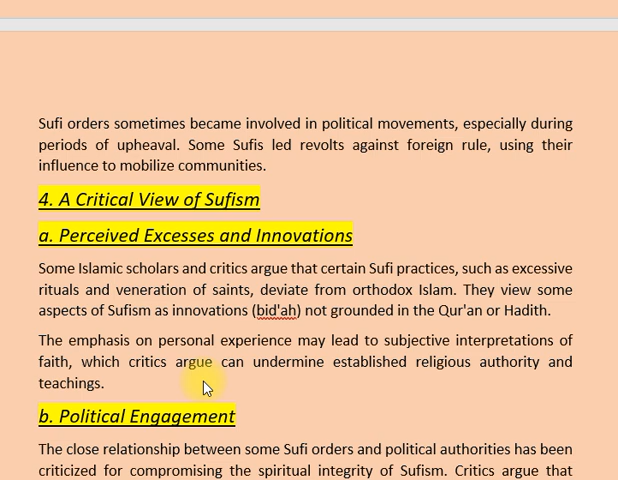 Sufi orders sometimes became involved in political movements, especially during
periods of upheaval. Some Sufis led revolts against foreign rule, using their
influence to mobilize communities.
4. A Critical View of Sufism
a. Perceived Excesses and Innovations
Some Islamic scholars and critics argue that certain Sufi practices, such as excessive
rituals and veneration of saints, deviate from orthodox Islam. They view some
aspects of Sufism as innovations (bid'ah) not grounded in the Qur'an or Hadith.
The emphasis on personal experience may lead to subjective interpretations of
faith, which critics argue can undermine established religious authority and
teachings.
b. Political Engagement
The close relationship between some Sufi orders and political authorities has been
criticized for compromising the spiritual integrity of Sufism. Critics argue that